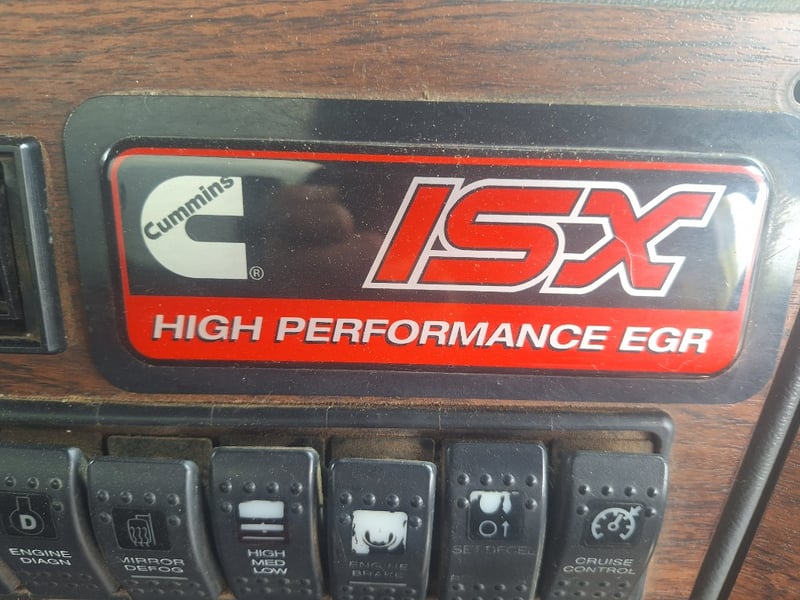 Cummins
®
ISX
HIGH PERFORMANCE EGR
D
ENGINE
DIAGN
MIRROR
DEFOG
HIGH
MED
LOW
ENGINE
BRAKE
SET DECEL
CRUISE
CONTROL